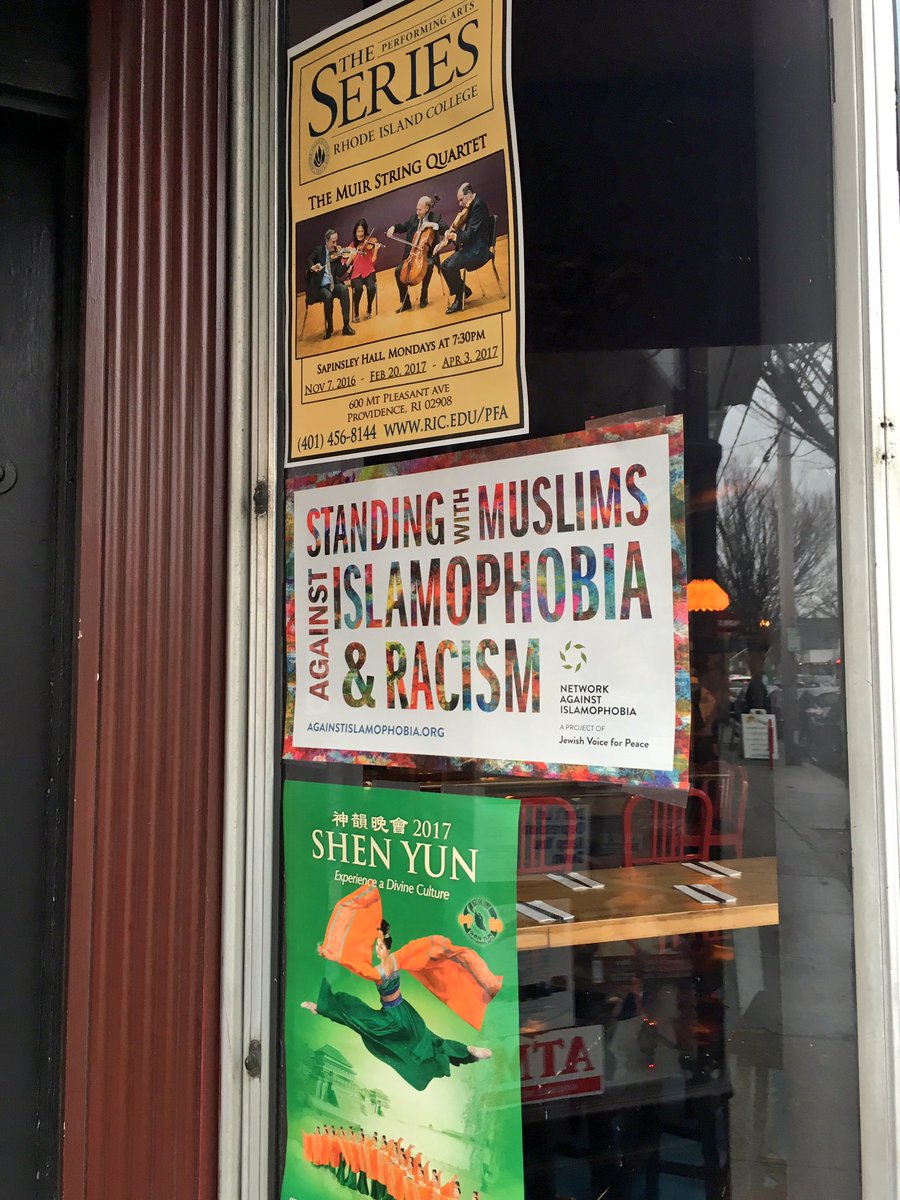 THE PERFORMING ARTS
SERIES
RHODE ISLAND COLLEGE
THE MUIR STRING QUARTET
SAPINSLEY HALL, MONDAYS AT 7:30PM
NOV 7, 2016 - FEB 20, 2017 - APR 3, 2017
600 MT PLEASANT AVE
PROVIDENCE, RI 02908
(401) 456-8144 WWW.RIC.EDU/PFA
STANDING WITH MUSLIMS
AGAINST ISLAMOPHOBIA
& RACISM
NETWORK
AGAINST
ISLAMOPHOBIA
A PROJECT OF
Jewish Voice for Peace
AGAINSTISLAMOPHOBIA.ORG
神韻晚會 2017
SHEN YUN
Experience a Divine Culture
ATM